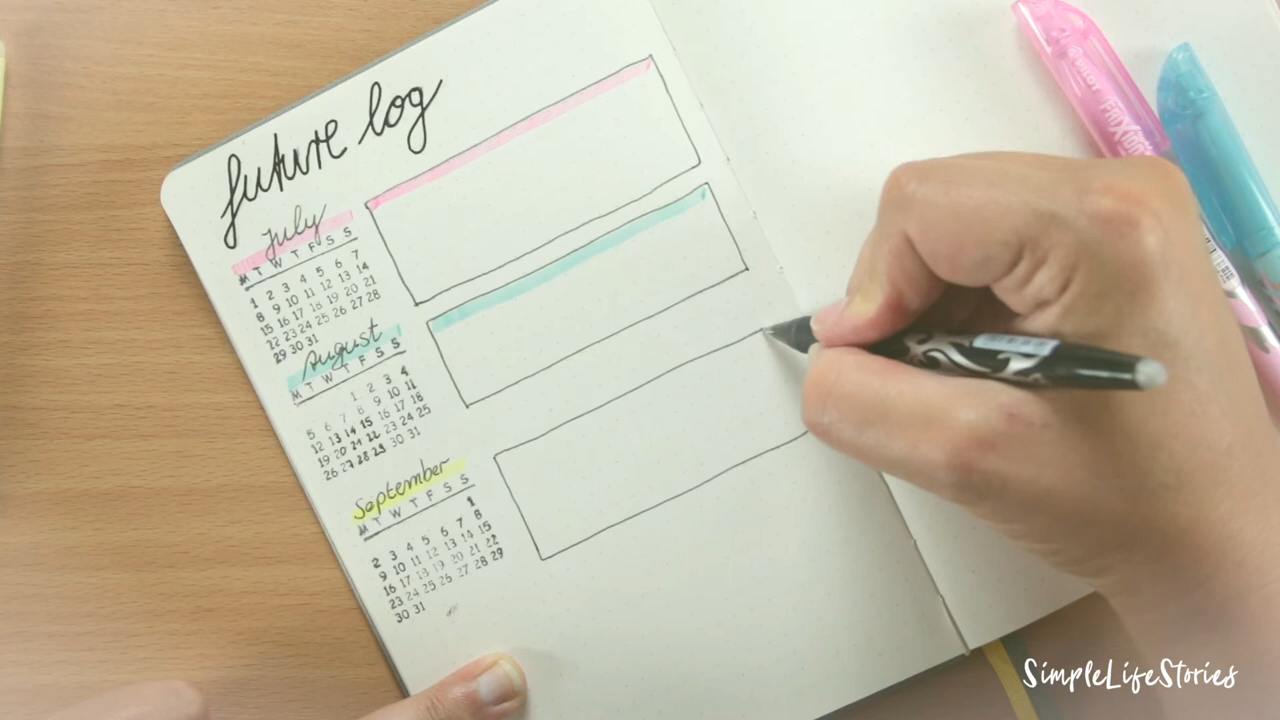 future log
July
M T W T F S S
1 2 3 4 5 6 7
8 9 10 11 12 13 14
15 16 17 18 19 20 21
22 23 24 25 26 27 28
29 30 31
August
M T W T F S S
1 2 3 4
5 6 7 8 9 10 11
12 13 14 15 16 17 18
19 20 21 22 23 24 25
26 27 28 29 30 31
September
M T W T F S S
1
2 3 4 5 6 7 8
9 10 11 12 13 14 15
16 17 18 19 20 21 22
23 24 25 26 27 28 29
30 31
PILOT
FRIXION
SimpleLifeStories